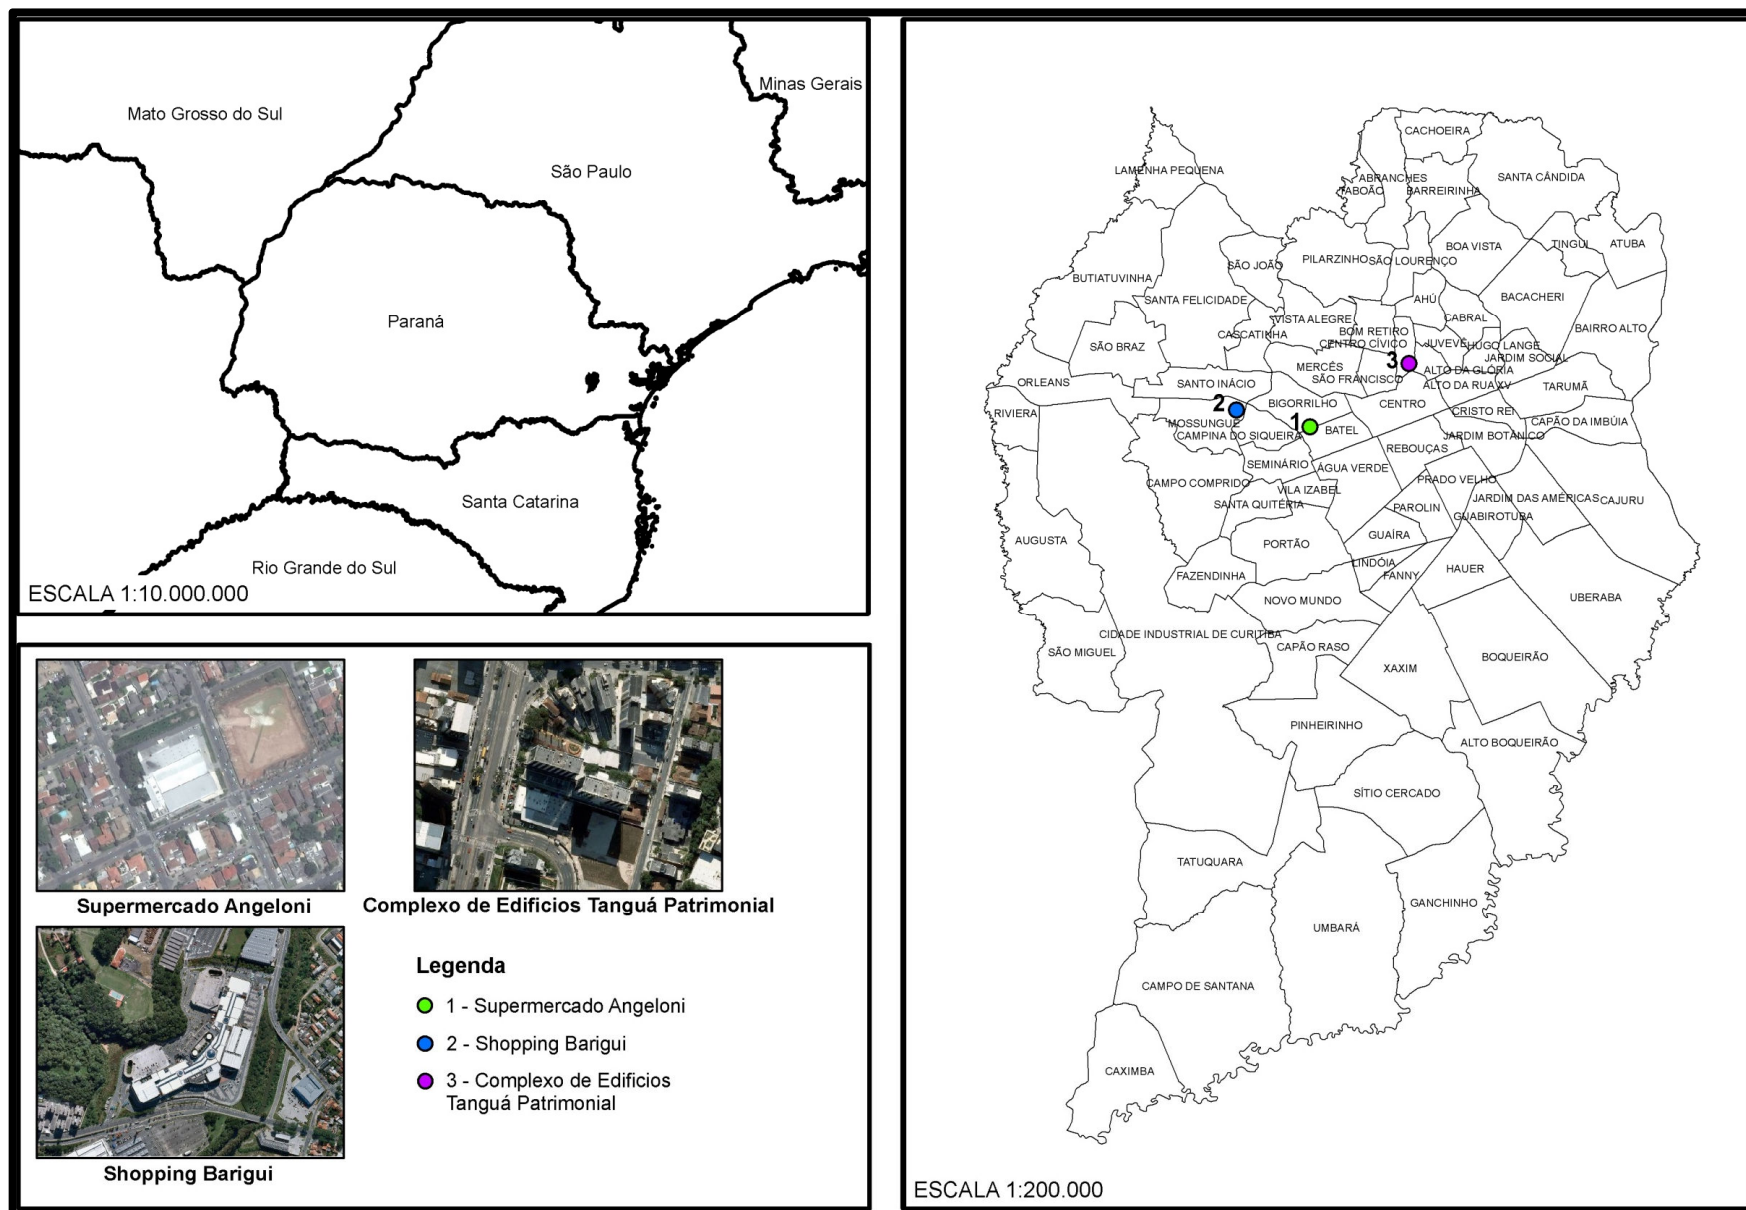 Mato Grosso do Sul
Minas Gerais
São Paulo
Paraná
Santa Catarina
Rio Grande do Sul
ESCALA 1:10.000.000
Supermercado Angeloni
Complexo de Edificios Tanguá Patrimonial
Shopping Barigui
Legenda
1 - Supermercado Angeloni
2 - Shopping Barigui
3 - Complexo de Edificios
Tanguá Patrimonial
CACHOEIRA
LAMENHA PEQUENA
ABRANCHES
SANTA CÂNDIDA
TABOÃO
BARREIRINHA
BOA VISTA
TINGUI
ATUBA
PILARZINHO
SÃO LOURENÇO
SÃO JOÃO
BUTIATUVINHA
SANTA FELICIDADE
AHÚ
BACACHERI
VISTA ALEGRE
CABRAL
CASCATINHA
BOM RETIRO
BAIRRO ALTO
SÃO BRAZ
CENTRO CÍVICO
JUVEVÊ
HUGO LANGE
JARDIM SOCIAL
3
MERCÊS
ALTO DA GLÓRIA
ORLEANS
SANTO INÁCIO
SÃO FRANCISCO
ALTO DA RUA XV
TARUMÃ
2
BIGORRILHO
CENTRO
RIVIERA
CRISTO REI
MOSSUNGUÊ
1
BATEL
CAPÃO DA IMBÚIA
CAMPINA DO SIQUEIRA
JARDIM BOTÂNICO
REBOUÇAS
SEMINÁRIO
ÁGUA VERDE
CAMPO COMPRIDO
VILA IZABEL
PRADO VELHO
SANTA QUITÉRIA
JARDIM DAS AMÉRICAS
CAJURU
PAROLIN
GUABIROTUBA
AUGUSTA
PORTÃO
GUAÍRA
LINDÓIA
FAZENDINHA
FANNY
HAUER
NOVO MUNDO
UBERABA
CIDADE INDUSTRIAL DE CURITIBA
SÃO MIGUEL
CAPÃO RASO
XAXIM
BOQUEIRÃO
PINHEIRINHO
ALTO BOQUEIRÃO
SÍTIO CERCADO
TATUQUARA
GANCHINHO
UMBARÁ
CAMPO DE SANTANA
CAXIMBA
ESCALA 1:200.000